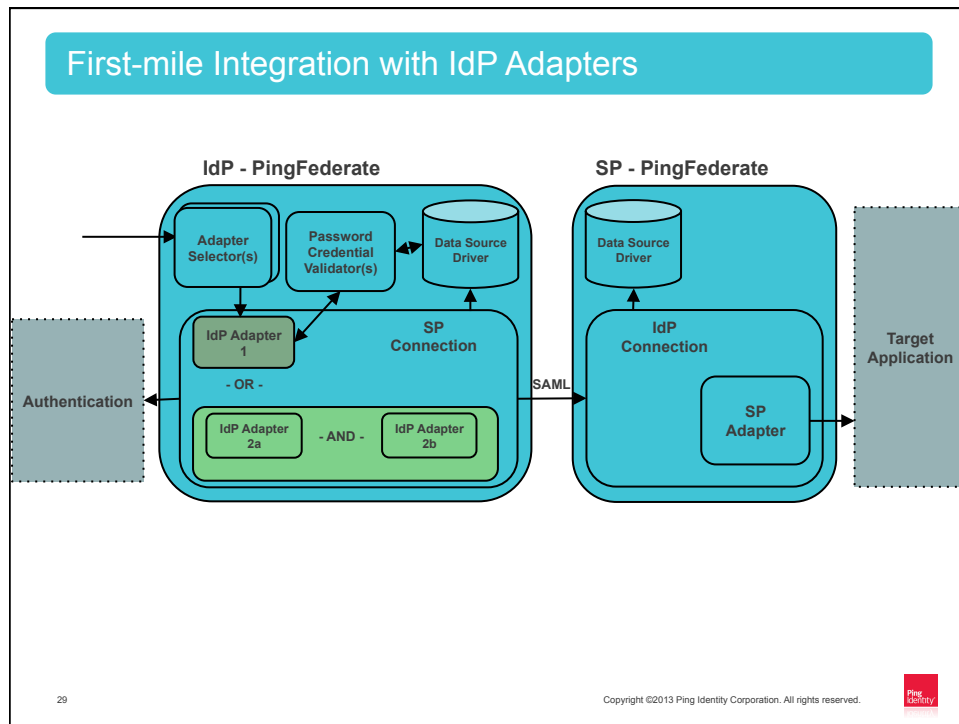 First-mile Integration with IdP Adapters
IdP - PingFederate
SP - PingFederate
Adapter
Selector(s)
Password
Credential
Validator(s)
Data Source
Driver
Data Source
Driver
IdP Adapter
1
SP
Connection
IdP
Connection
Target
Application
- OR -
SAML
Authentication
IdP Adapter
2a
- AND -
IdP Adapter
2b
SP
Adapter
29
Copyright ©2013 Ping Identity Corporation. All rights reserved.
Ping
Identity®